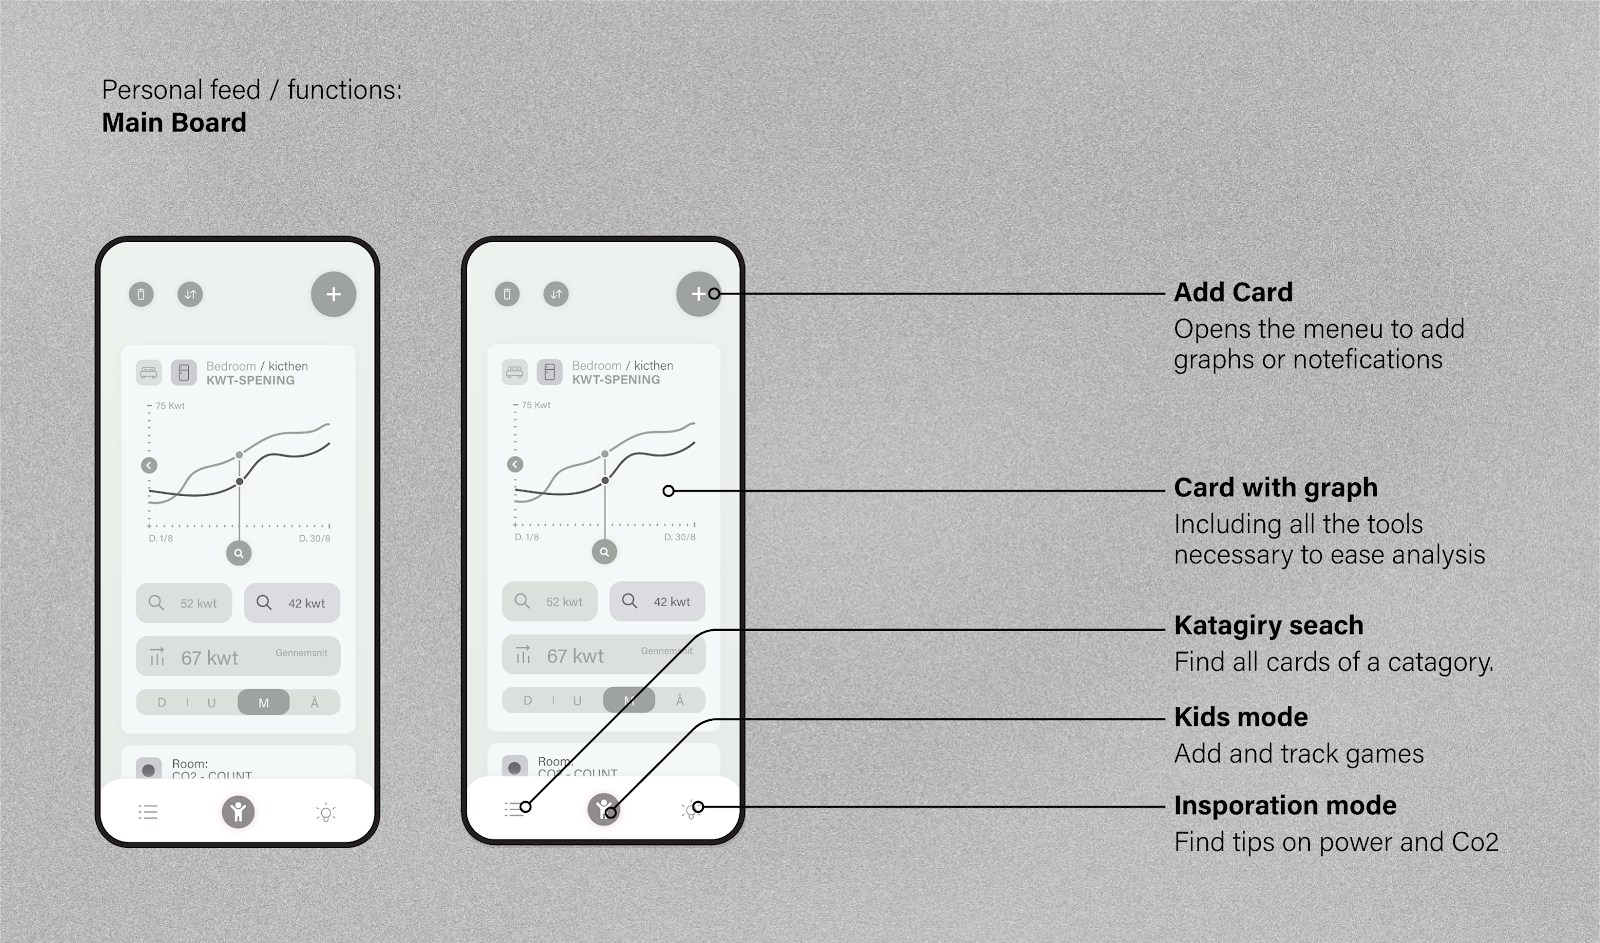 Personal feed / functions:
Main Board
Bedroom / kicthen
KWT-SPENING
75 Kwt
D. 1/8
D. 30/8
52 kwt
42 kwt
67 kwt
Gennemsnit
D
U
M
Å
Room:
CO2 - COUNT
Bedroom / kicthen
KWT-SPENING
75 Kwt
D. 1/8
D. 30/8
52 kwt
42 kwt
67 kwt
Gennemsnit
D
U
M
Å
Room:
CO2 - COUNT
Add Card
Opens the meneu to add
graphs or notefications
Card with graph
Including all the tools
necessary to ease analysis
Katagiry seach
Find all cards of a catagory.
Kids mode
Add and track games
Insporation mode
Find tips on power and Co2